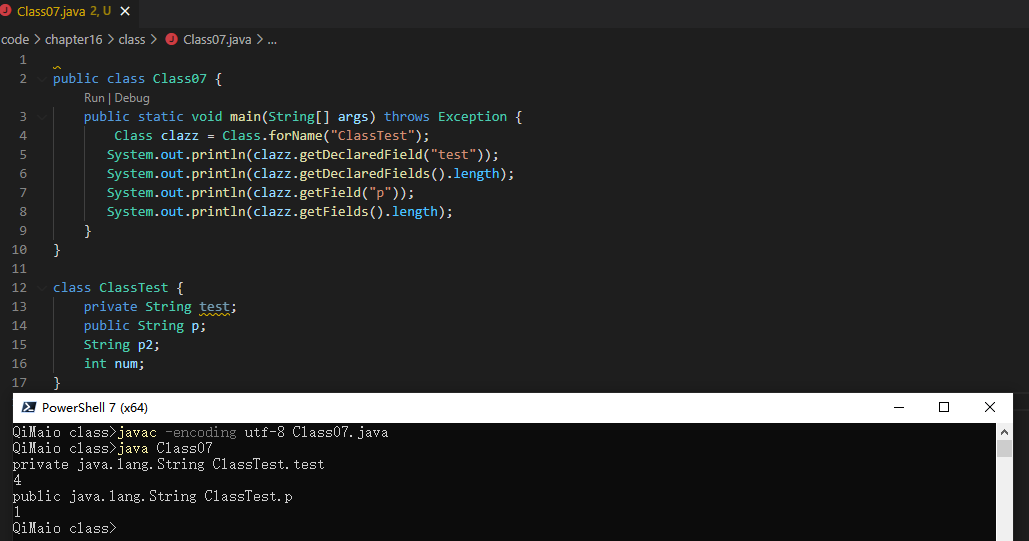 Class07.java 2, U
code > chapter16 > class > Class07.java > ...
1
2 public class Class07 {
Run | Debug
3 public static void main(String[] args) throws Exception {
4 Class clazz = Class.forName("ClassTest");
5 System.out.println(clazz.getDeclaredField("test"));
6 System.out.println(clazz.getDeclaredFields().length);
7 System.out.println(clazz.getField("p"));
8 System.out.println(clazz.getFields().length);
9 }
10 }
11
12 class ClassTest {
13 private String test;
14 public String p;
15 String p2;
16 int num;
17 }
PowerShell 7 (x64)
QiMaio class>javac -encoding utf-8 Class07.java
QiMaio class>java Class07
private java.lang.String ClassTest.test
4
public java.lang.String ClassTest.p
1
QiMaio class>